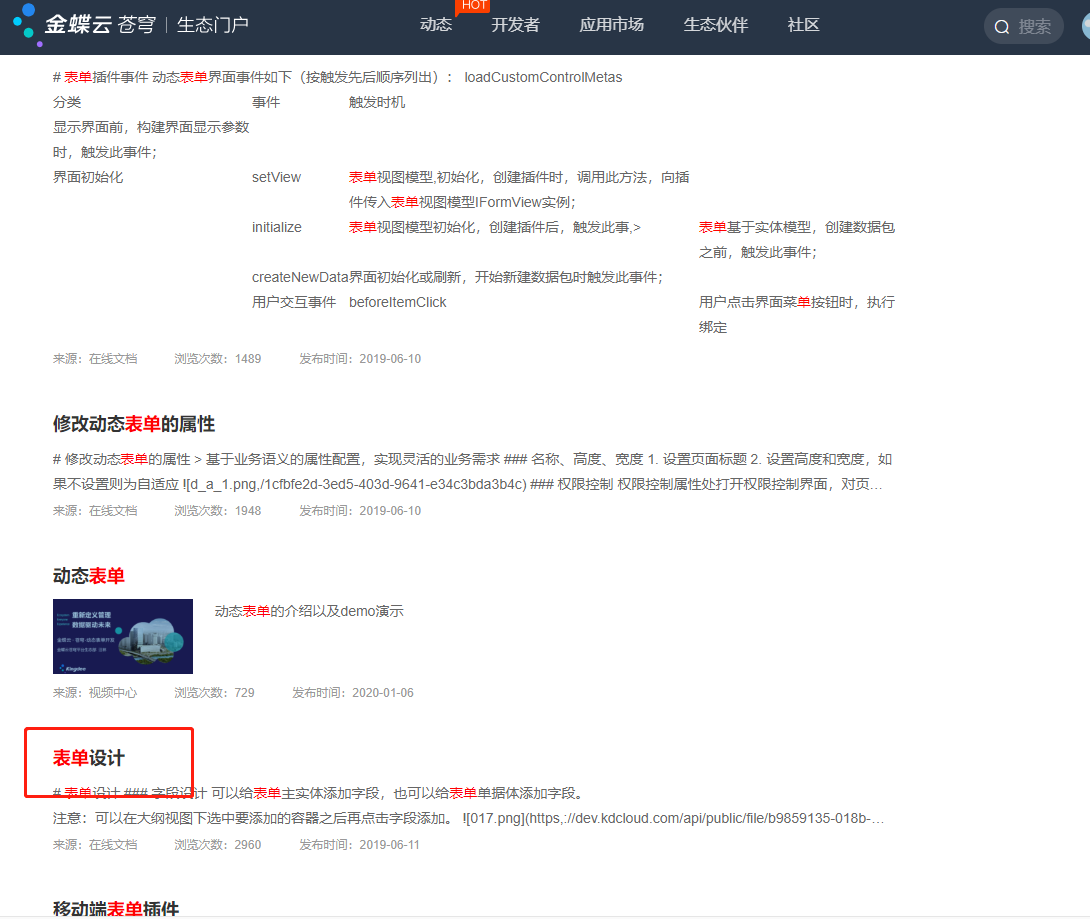 金蝶云 苍穹 | 生态门户 动态 HOT 开发者 应用市场 生态伙伴 社区 搜索
# 表单插件事件 动态表单界面事件如下（按触发先后顺序列出）： loadCustomControlMetas
分类 事件 触发时机
显示界面前，构建界面显示参数
时，触发此事件；
界面初始化 setView 表单视图模型,初始化，创建插件时，调用此方法，向插
件传入表单视图模型IFormView实例；
initialize 表单视图模型初始化，创建插件后，触发此事,> 表单基于实体模型，创建数据包
之前，触发此事件；
createNewData界面初始化或刷新，开始新建数据包时触发此事件；
用户交互事件 beforeItemClick 用户点击界面菜单按钮时，执行
绑定
来源：在线文档 浏览次数：1489 发布时间：2019-06-10
修改动态表单的属性
# 修改动态表单的属性 > 基于业务语义的属性配置，实现灵活的业务需求 ### 名称、高度、宽度 1. 设置页面标题 2. 设置高度和宽度，如
果不设置则为自适应 ![d_a_1.png,/1cfbfe2d-3ed5-403d-9641-e34c3bda3b4c) ### 权限控制 权限控制属性处打开权限控制界面，对页…
来源：在线文档 浏览次数：1948 发布时间：2019-06-10
动态表单
重新定义管理
数据驱动未来
动态表单的介绍以及demo演示
来源：视频中心 浏览次数：729 发布时间：2020-01-06
表单设计
# 表单设计 ### 字段设计 可以给表单主实体添加字段，也可以给表单单据体添加字段。
注意：可以在大纲视图下选中要添加的容器之后再点击字段添加。 ![017.png](https,://dev.kdcloud.com/api/public/file/b9859135-018b-…
来源：在线文档 浏览次数：2960 发布时间：2019-06-11
移动端表单插件